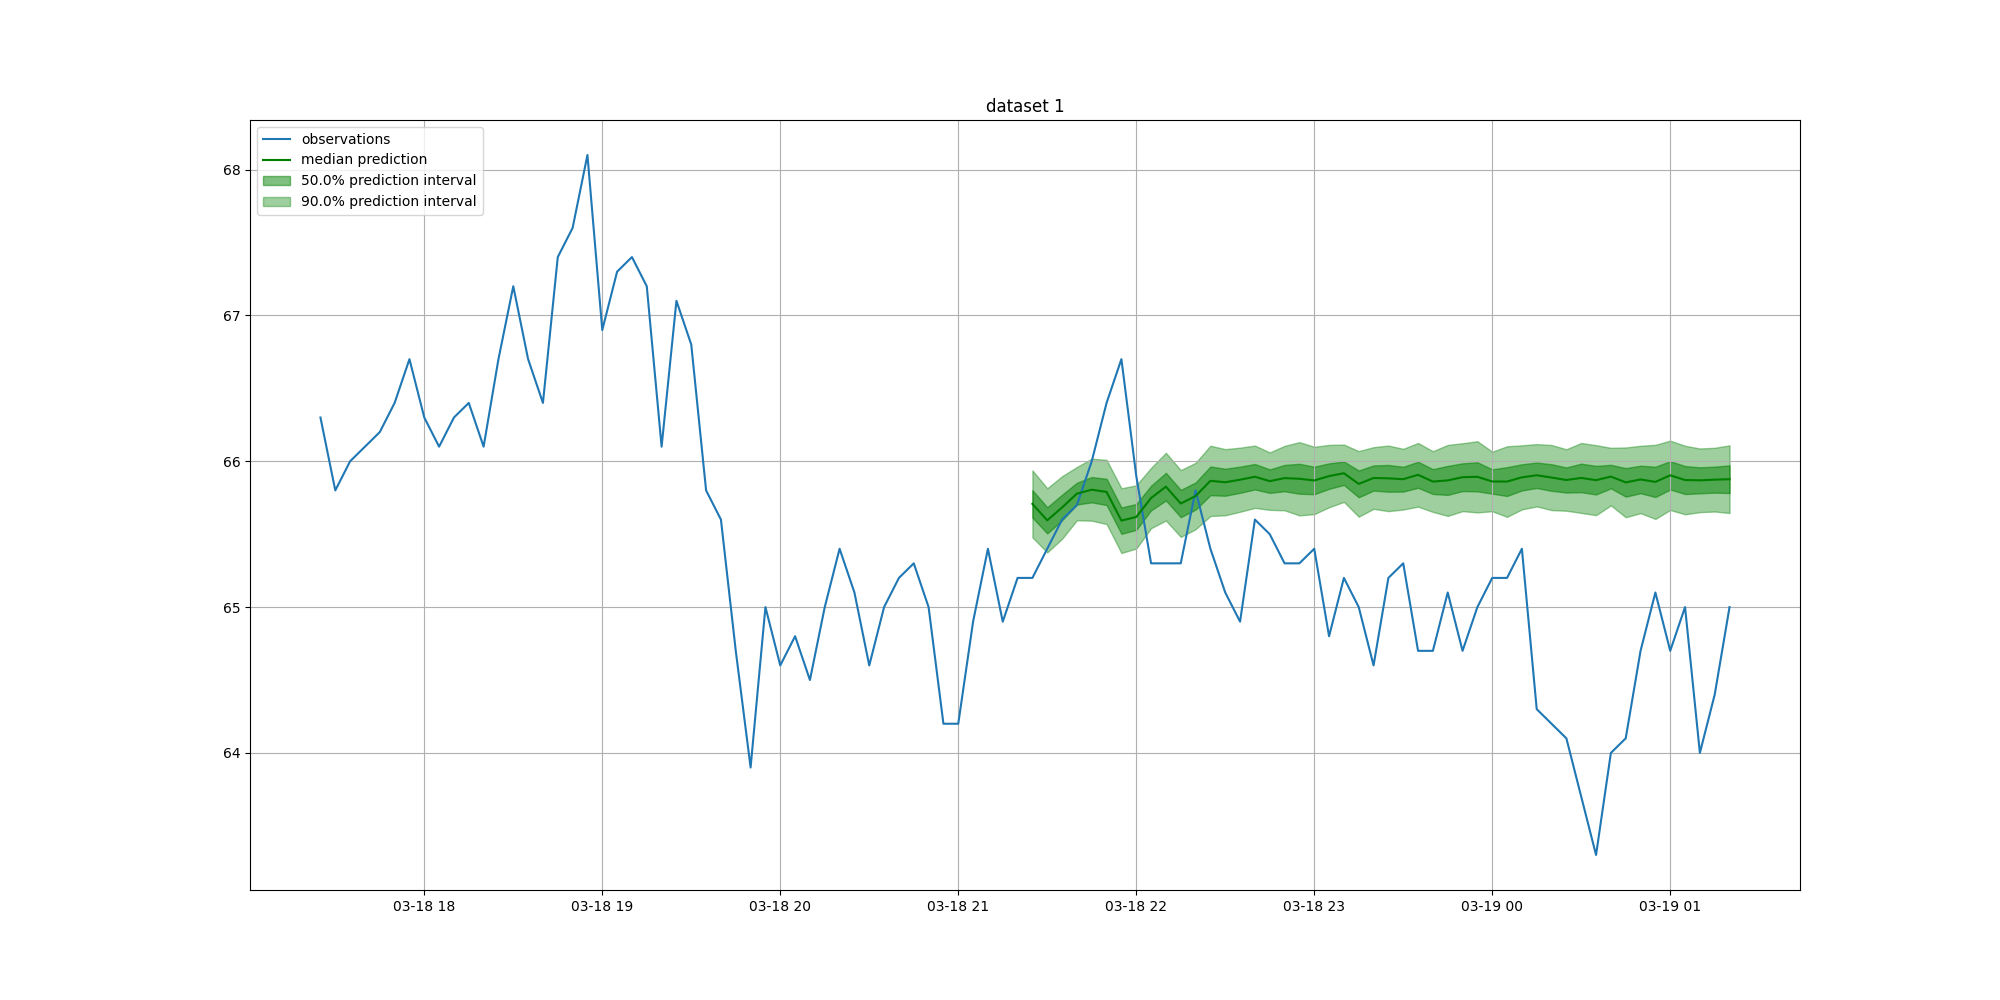 dataset 1
observations
median prediction
50.0% prediction interval
90.0% prediction interval
68
67
66
65
64
03-18 18
03-18 19
03-18 20
03-18 21
03-18 22
03-18 23
03-19 00
03-19 01